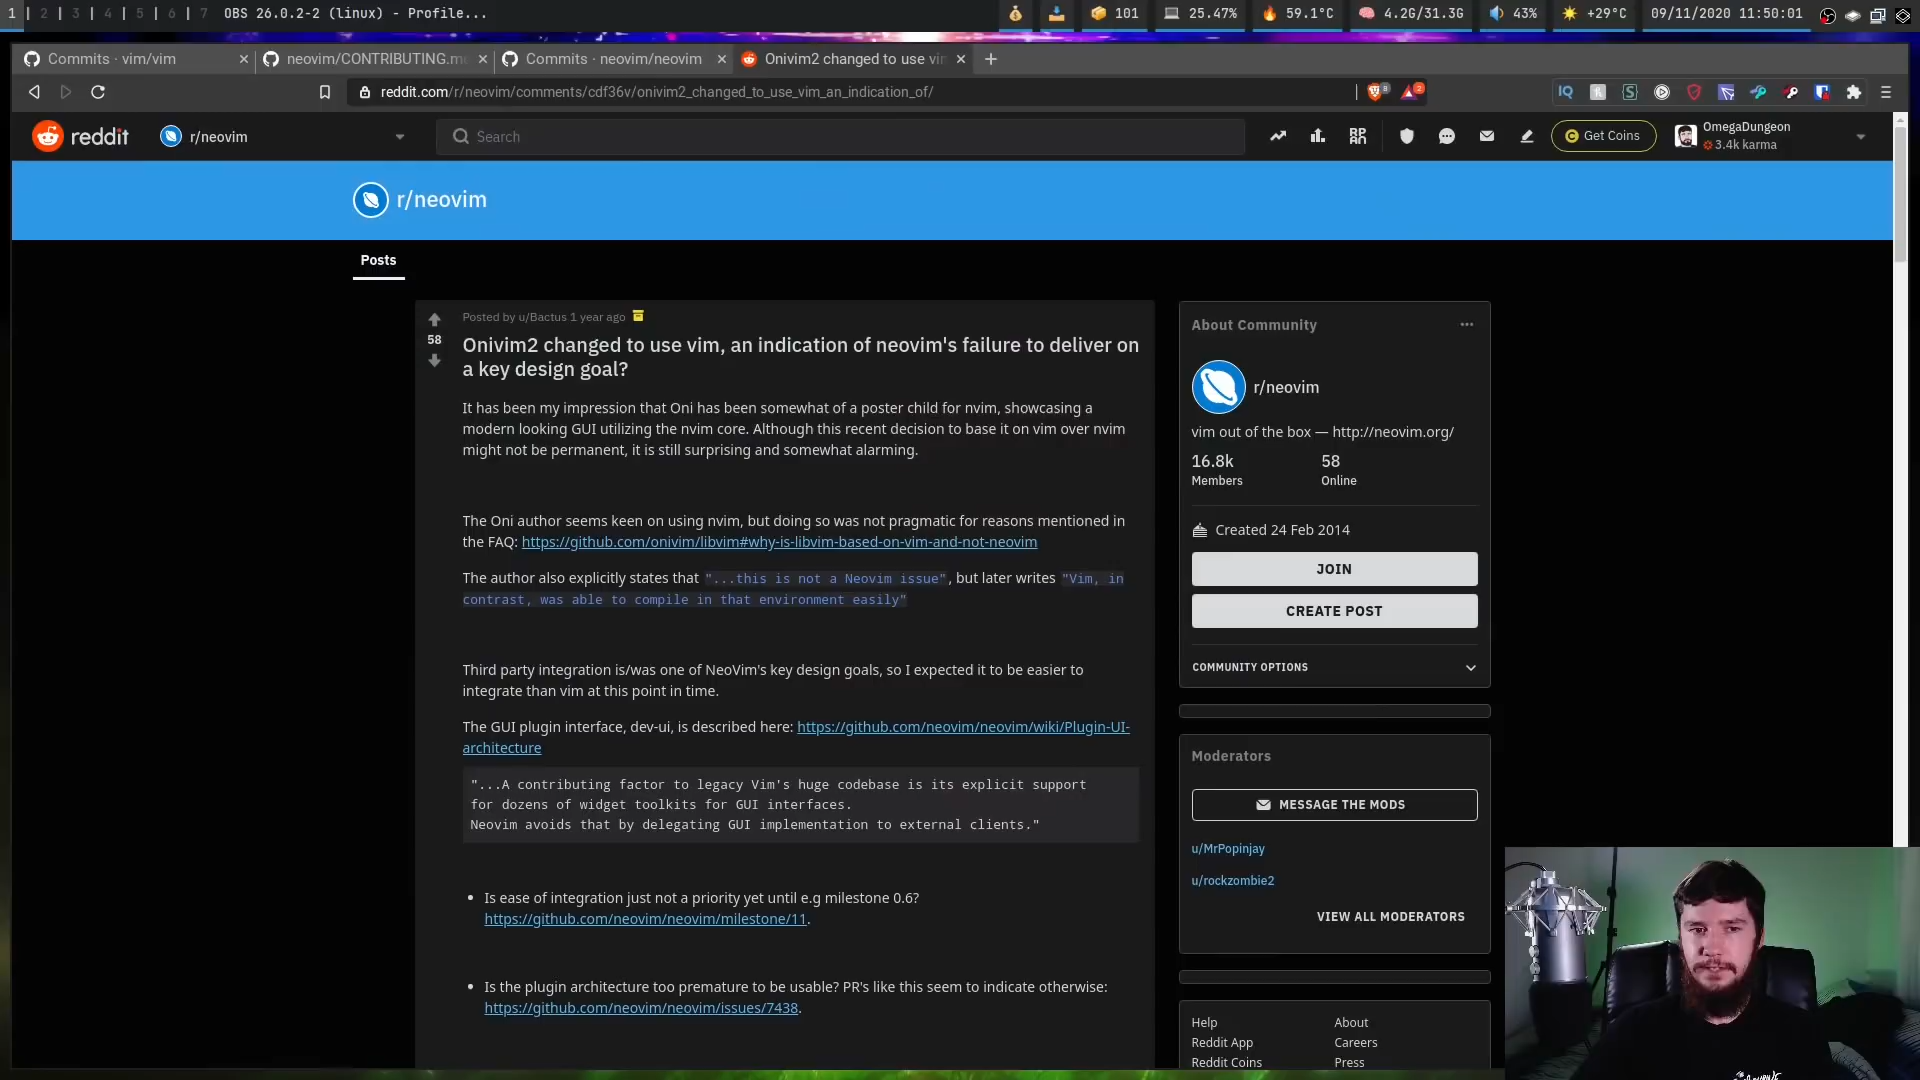 1 | 2 | 3 | 4 | 5 | 6 | 7 OBS 26.0.2-2 (linux) - Profile...
101 25.47% 59.1°C 4.2G/31.3G 43% +29°C 09/11/2020 11:50:01
Commits · vim/vim
neovim/CONTRIBUTING.m
Commits · neovim/neovim
Onivim2 changed to use vi
reddit.com/r/neovim/comments/cdf36v/onivim2_changed_to_use_vim_an_indication_of/
8
2
IQ
reddit
r/neovim
Search
Get Coins
OmegaDungeon
3.4k karma
r/neovim
Posts
Posted by u/Bactus 1 year ago
58
Onivim2 changed to use vim, an indication of neovim's failure to deliver on
a key design goal?
It has been my impression that Oni has been somewhat of a poster child for nvim, showcasing a
modern looking GUI utilizing the nvim core. Although this recent decision to base it on vim over nvim
might not be permanent, it is still surprising and somewhat alarming.
The Oni author seems keen on using nvim, but doing so was not pragmatic for reasons mentioned in
the FAQ: https://github.com/onivim/libvim#why-is-libvim-based-on-vim-and-not-neovim
The author also explicitly states that "...this is not a Neovim issue", but later writes "Vim, in
contrast, was able to compile in that environment easily"
Third party integration is/was one of NeoVim's key design goals, so I expected it to be easier to
integrate than vim at this point in time.
The GUI plugin interface, dev-ui, is described here: https://github.com/neovim/neovim/wiki/Plugin-UI-
architecture
"...A contributing factor to legacy Vim's huge codebase is its explicit support
for dozens of widget toolkits for GUI interfaces.
Neovim avoids that by delegating GUI implementation to external clients."
Is ease of integration just not a priority yet until e.g milestone 0.6?
https://github.com/neovim/neovim/milestone/11.
Is the plugin architecture too premature to be usable? PR's like this seem to indicate otherwise:
https://github.com/neovim/neovim/issues/7438.
About Community
r/neovim
vim out of the box — http://neovim.org/
16.8k 58
Members Online
Created 24 Feb 2014
JOIN
CREATE POST
COMMUNITY OPTIONS
Moderators
MESSAGE THE MODS
u/MrPopinjay
u/rockzombie2
VIEW ALL MODERATORS
Help About
Reddit App Careers
Reddit Coins Press